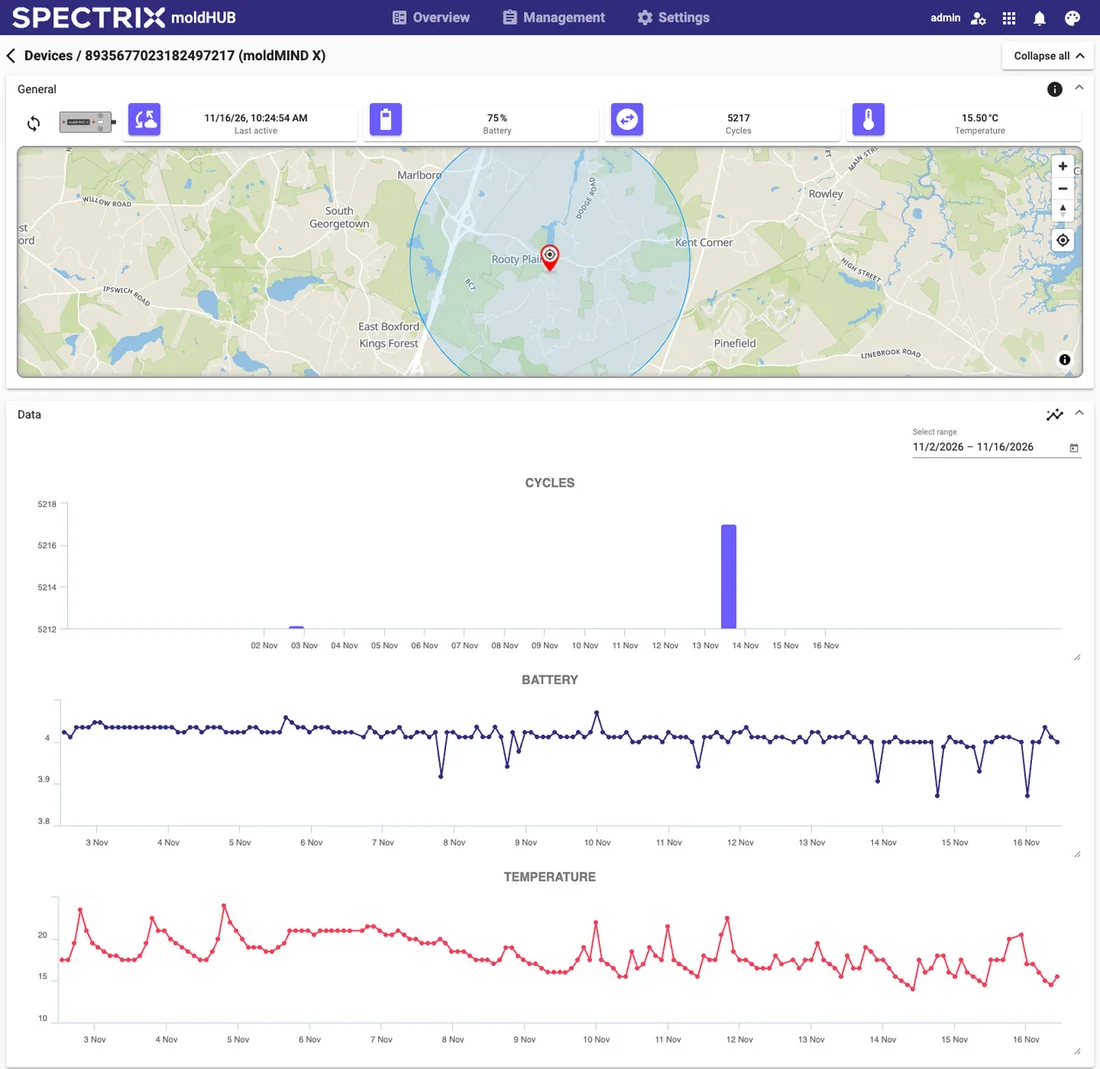 SPECTRIX moldHUB
Overview
Management
Settings
admin
Devices / 8935677023182497217 (moldMIND X)
Collapse all
General
11/16/26, 10:24:54 AM
Last active
75%
Battery
5217
Cycles
15.50°C
Temperature
Marlboro
WILLOW ROAD
South
Georgetown
DODGE ROAD
Rowley
MAIN STR
st
ord
Rooty Plai
Kent Corner
HIGH STREET
IPSWICH ROAD
East Boxford
Kings Forest
Pinefield
LINEBROOK ROAD
Data
Select range
11/2/2026 – 11/16/2026
CYCLES
5218
5216
5214
5212
02 Nov 03 Nov 04 Nov 05 Nov 06 Nov 07 Nov 08 Nov 09 Nov 10 Nov 11 Nov 12 Nov 13 Nov 14 Nov 15 Nov 16 Nov
BATTERY
4
3.9
3.8
3 Nov 4 Nov 5 Nov 6 Nov 7 Nov 8 Nov 9 Nov 10 Nov 11 Nov 12 Nov 13 Nov 14 Nov 15 Nov 16 Nov
TEMPERATURE
20
15
10
3 Nov 4 Nov 5 Nov 6 Nov 7 Nov 8 Nov 9 Nov 10 Nov 11 Nov 12 Nov 13 Nov 14 Nov 15 Nov 16 Nov